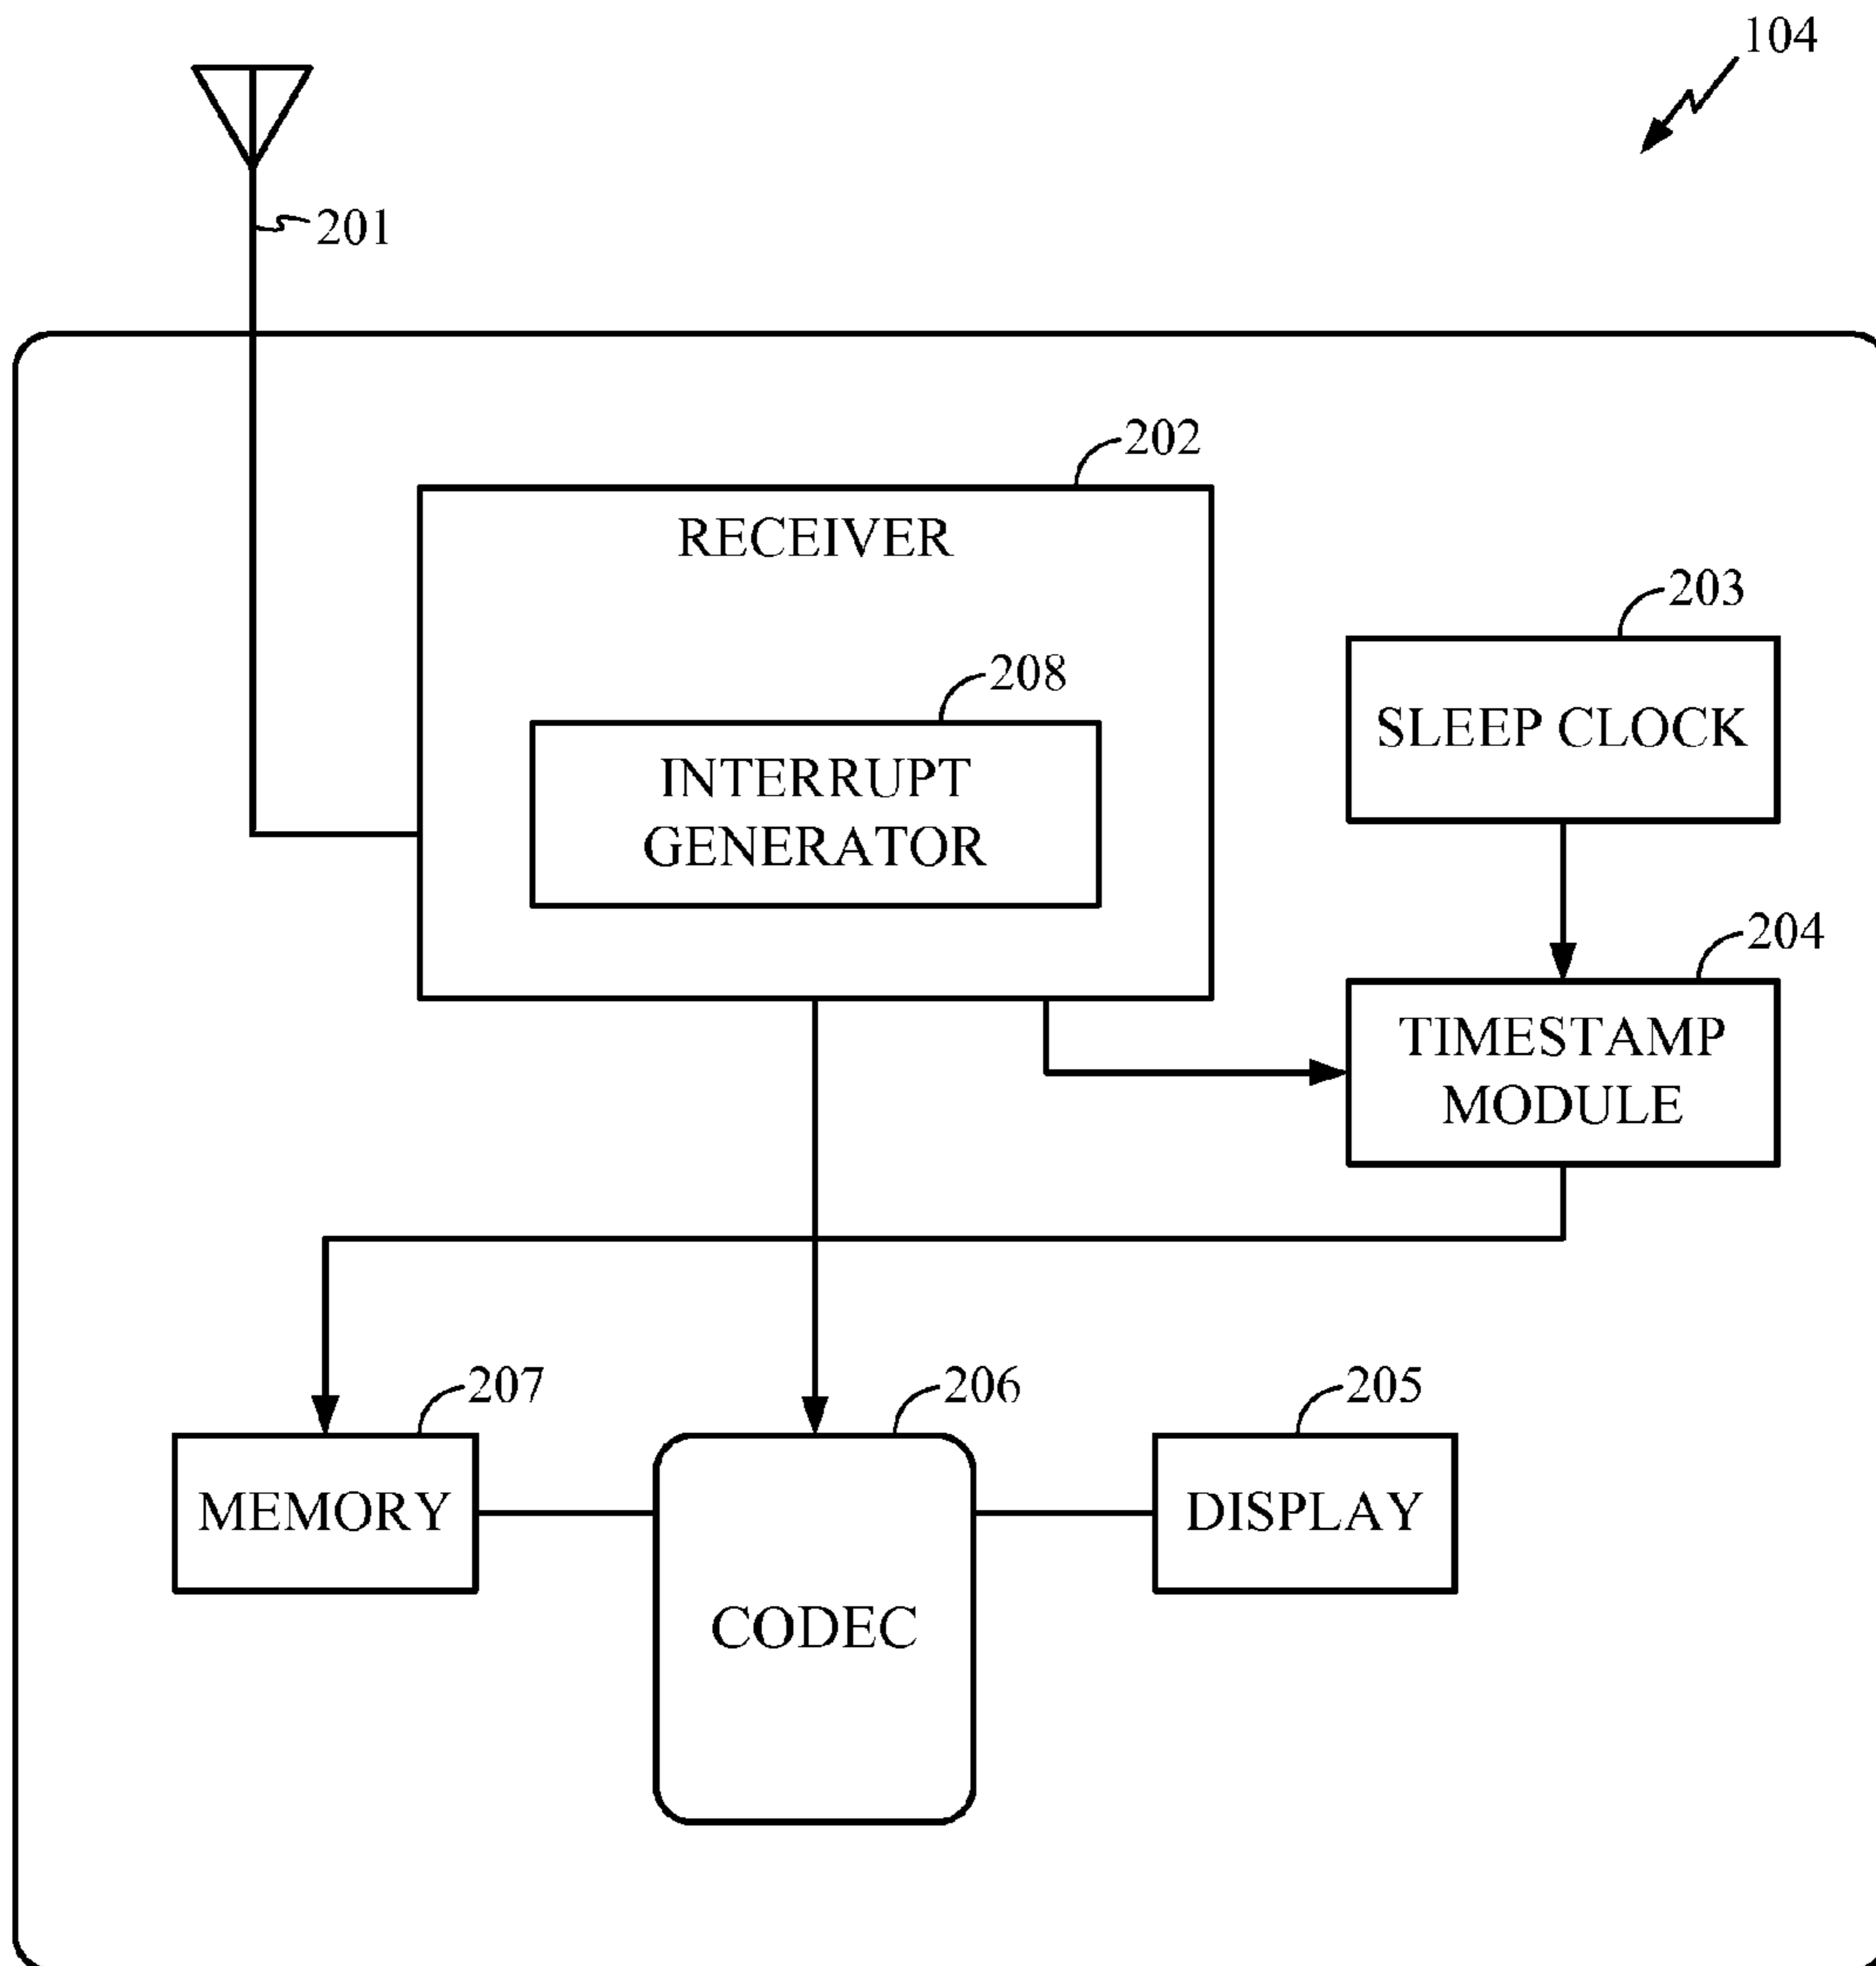 104
201
202
RECEIVER
203
208
SLEEP CLOCK
INTERRUPT
GENERATOR
204
TIMESTAMP
MODULE
207
206
205
MEMORY
DISPLAY
CODEC